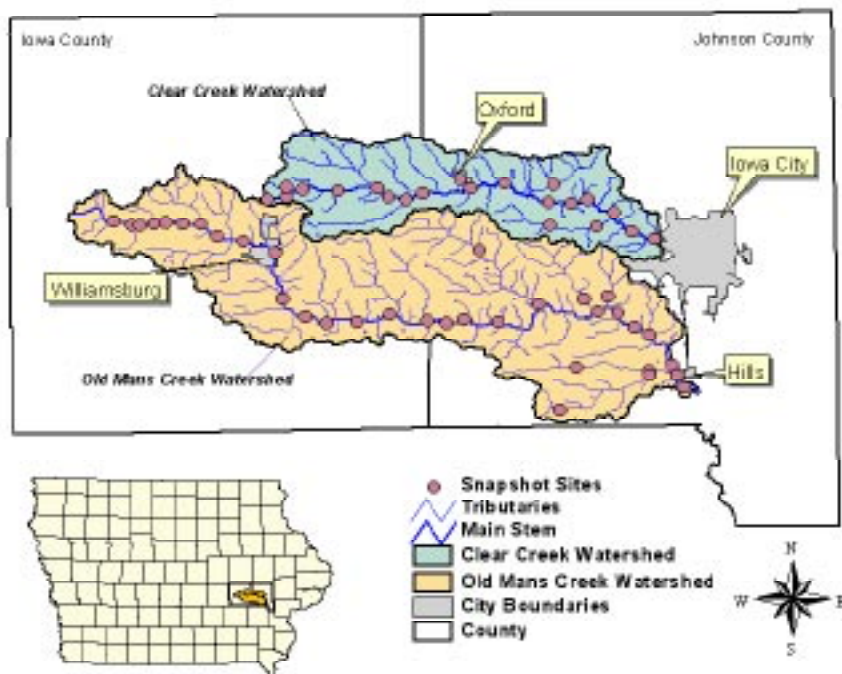 Iowa County
Johnson County
Clear Creek Watershed
Oxford
Iowa City
Williamsburg
Old Mans Creek Watershed
Hills
Snapshot Sites
Tributaries
Main Stem
Clear Creek Watershed
Old Mans Creek Watershed
City Boundaries
County
N
W
E
S